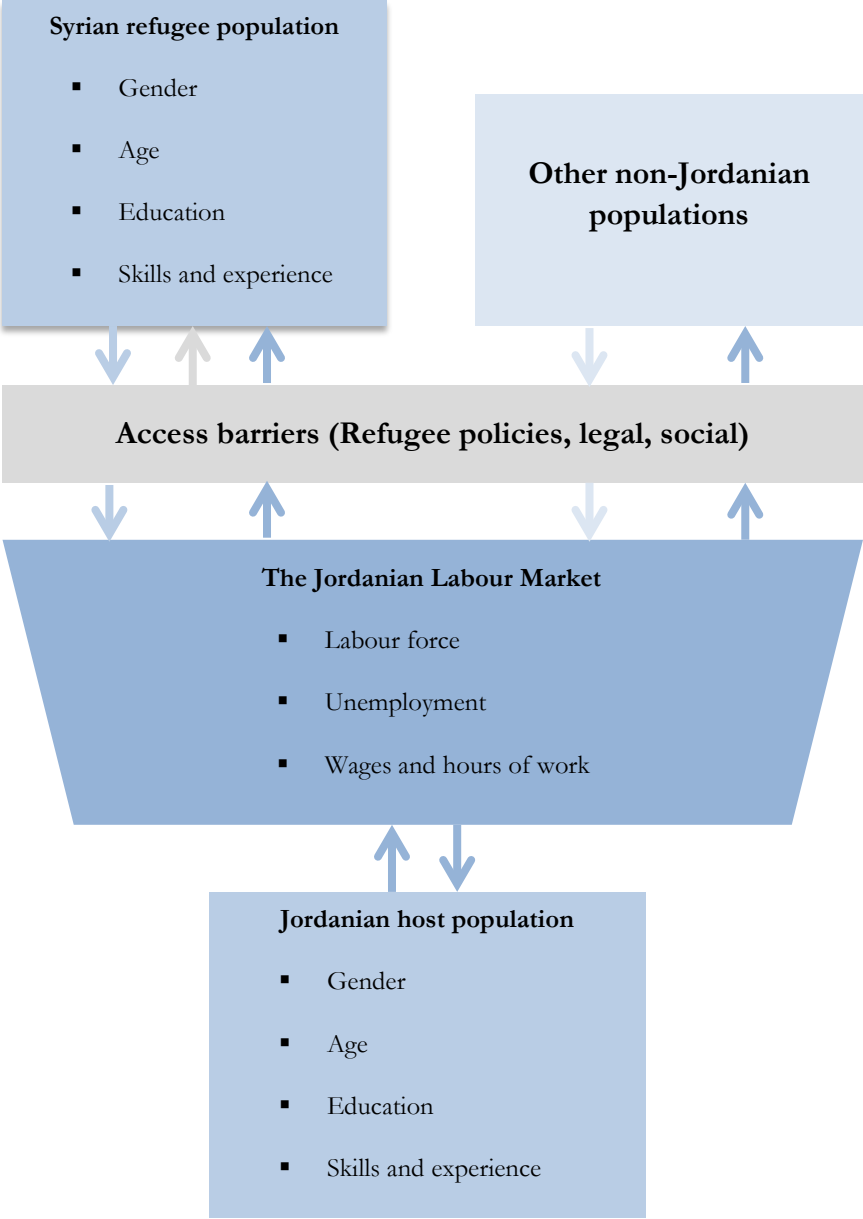 Syrian refugee population
▪ Gender
▪ Age
▪ Education
▪ Skills and experience
Other non-Jordanian
populations
Access barriers (Refugee policies, legal, social)
The Jordanian Labour Market
▪ Labour force
▪ Unemployment
▪ Wages and hours of work
Jordanian host population
▪ Gender
▪ Age
▪ Education
▪ Skills and experience